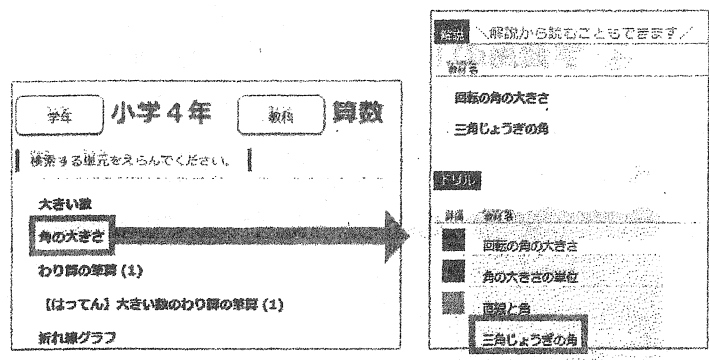 学年 小学4年 教科 算数
検索する単元をえらんでください。
大きい数
角の大きさ
わり算の筆算(1)
【はってん】大きい数のわり算の筆算(1)
折れ線グラフ
解説 \解説から読むこともできます/
教材名
回転の角の大きさ
三角じょうぎの角
ドリル
教材名
回転の角の大きさ
角の大きさの単位
直線と角
三角じょうぎの角